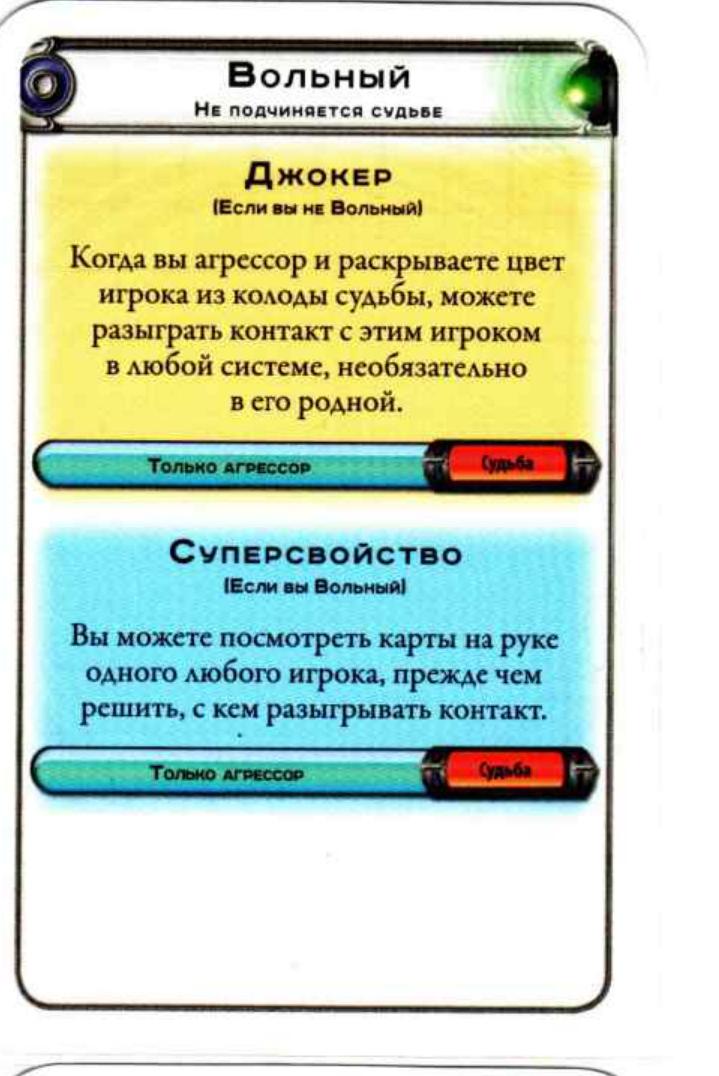 Вольный
Не подчиняется судьбе
Джокер
(Если вы не Вольный)
Когда вы агрессор и раскрываете цвет
игрока из колоды судьбы, можете
разыграть контакт с этим игроком
в любой системе, необязательно
в его родной.
Только агрессор Судьба
Суперсвойство
(Если вы Вольный)
Вы можете посмотреть карты на руке
одного любого игрока, прежде чем
решить, с кем разыгрывать контакт.
Только агрессор Судьба